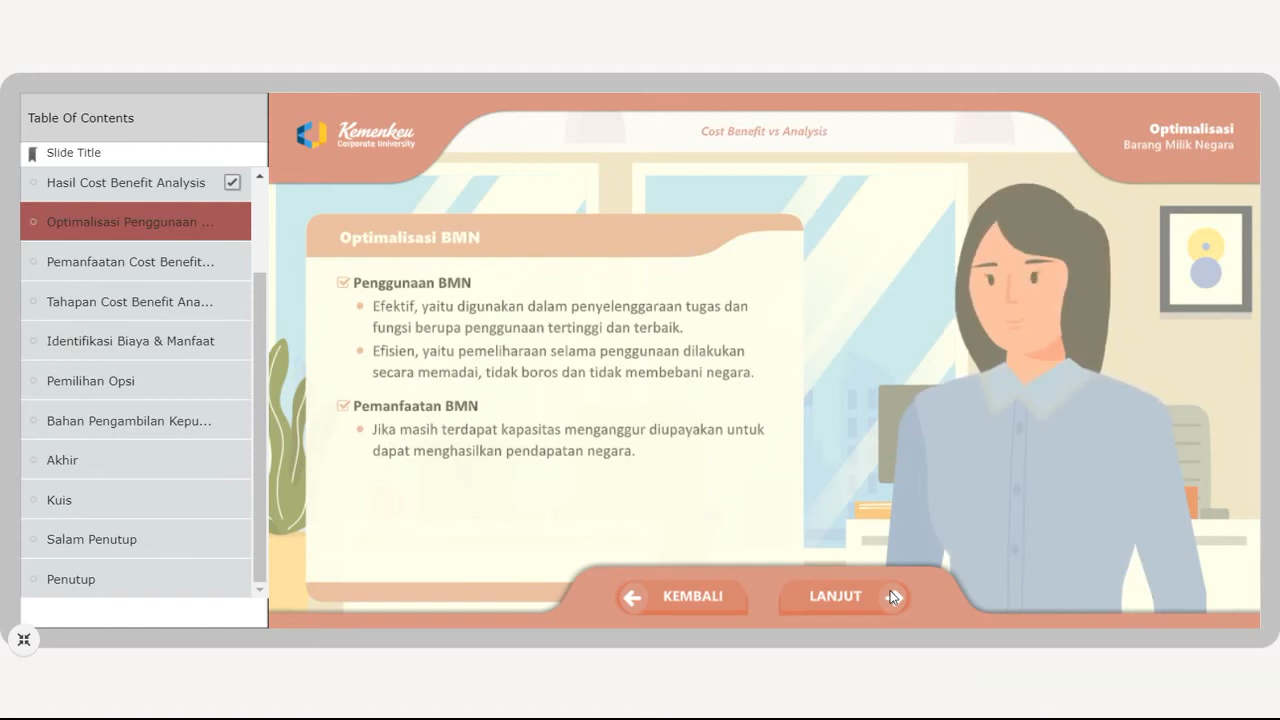 Table Of Contents
Slide Title
Hasil Cost Benefit Analysis
Optimalisasi Penggunaan ...
Pemanfaatan Cost Benefit...
Tahapan Cost Benefit Ana...
Identifikasi Biaya & Manfaat
Pemilihan Opsi
Bahan Pengambilan Kepu...
Akhir
Kuis
Salam Penutup
Penutup
Kemenkeu
Corporate University
Cost Benefit vs Analysis
Optimalisasi
Barang Milik Negara
Optimalisasi BMN
Penggunaan BMN
Efektif, yaitu digunakan dalam penyelenggaraan tugas dan
fungsi berupa penggunaan tertinggi dan terbaik.
Efisien, yaitu pemeliharaan selama penggunaan dilakukan
secara memadai, tidak boros dan tidak membebani negara.
Pemanfaatan BMN
Jika masih terdapat kapasitas menganggur diupayakan untuk
dapat menghasilkan pendapatan negara.
KEMBALI
LANJUT